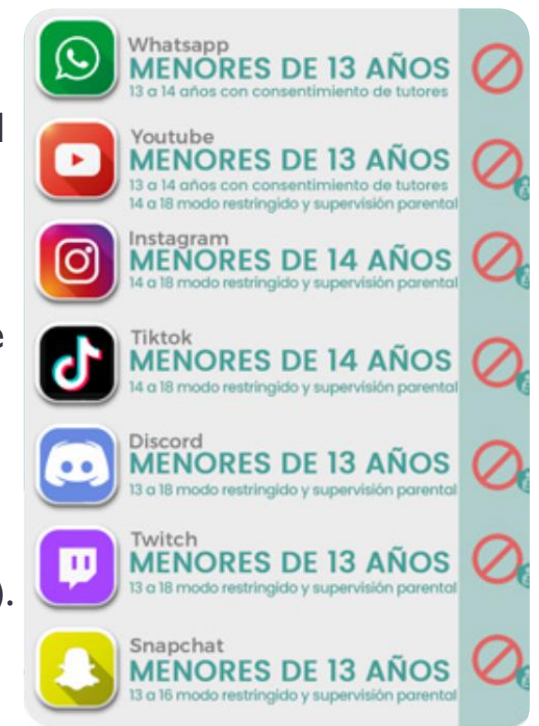 Whatsapp
MENORES DE 13 AÑOS
13 a 14 años con consentimiento de tutores
Youtube
MENORES DE 13 AÑOS
13 a 14 años con consentimiento de tutores
14 a 18 modo restringido y supervisión parental
Instagram
MENORES DE 14 AÑOS
14 a 18 modo restringido y supervisión parental
Tiktok
MENORES DE 14 AÑOS
14 a 18 modo restringido y supervisión parental
Discord
MENORES DE 13 AÑOS
13 a 18 modo restringido y supervisión parental
Twitch
MENORES DE 13 AÑOS
13 a 18 modo restringido y supervisión parental
).
Snapchat
MENORES DE 13 AÑOS
13 a 16 modo restringido y supervisión parental